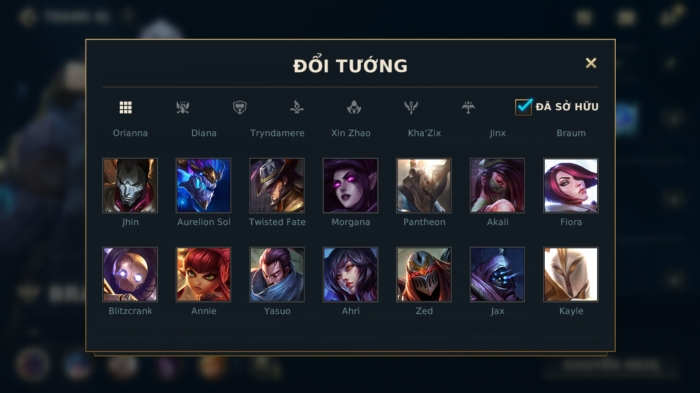 ĐỔI TƯỚNG
ĐÃ SỞ HỮU
Orianna Diana Tryndamere Xin Zhao Kha'Zix Jinx Braum
Jhin Aurelion Sol Twisted Fate Morgana Pantheon Akali Fiora
Blitzcrank Annie Yasuo Ahri Zed Jax Kayle